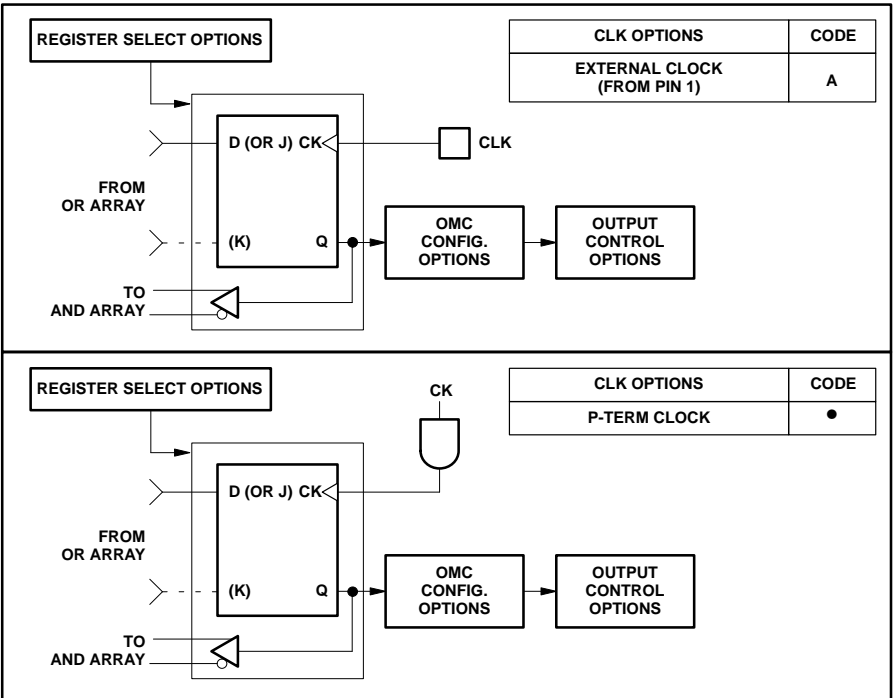 REGISTER SELECT OPTIONS
CLK OPTIONS CODE
EXTERNAL CLOCK
(FROM PIN 1) A
D (OR J) CK
CLK
FROM
OR ARRAY
(K) Q
OMC
CONFIG.
OPTIONS
OUTPUT
CONTROL
OPTIONS
TO
AND ARRAY
REGISTER SELECT OPTIONS
CK
CLK OPTIONS CODE
P-TERM CLOCK ●
D (OR J) CK
FROM
OR ARRAY
(K) Q
OMC
CONFIG.
OPTIONS
OUTPUT
CONTROL
OPTIONS
TO
AND ARRAY